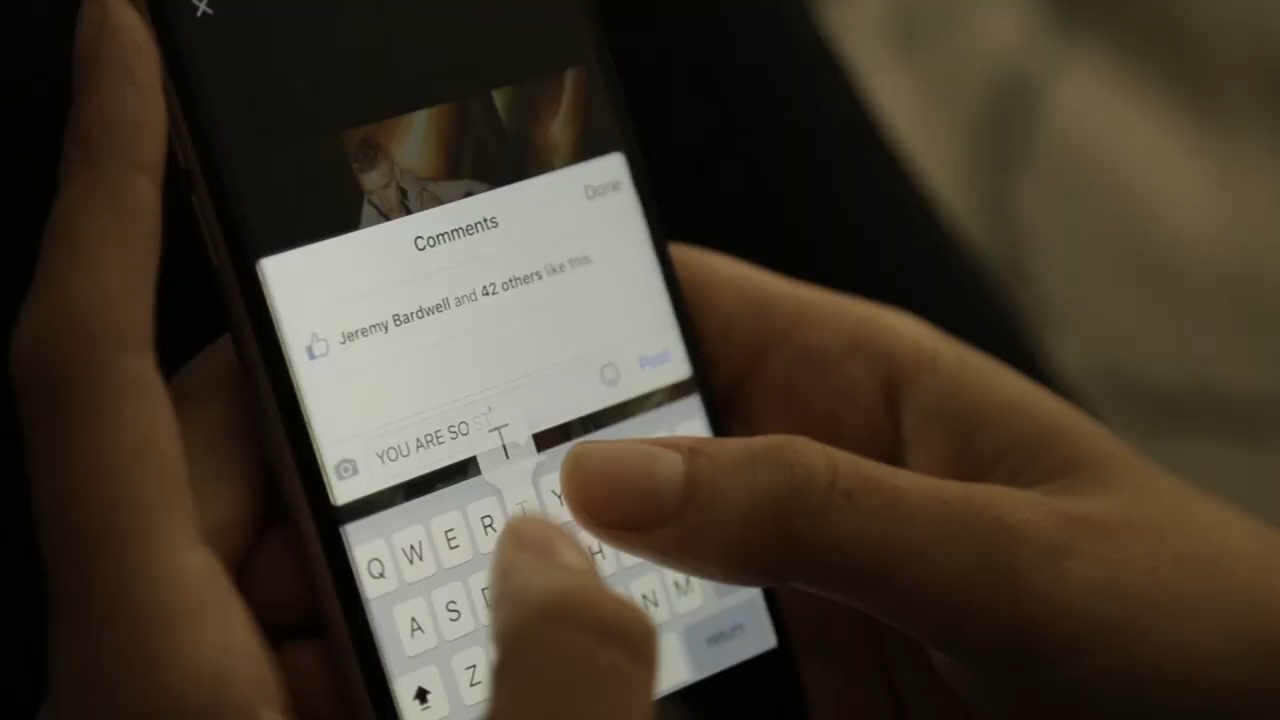 Done
Comments
Jeremy Bardwell and 42 others like this.
Post
YOU ARE SO ST
T
Q W E R T Y
A S H
Z N M
return